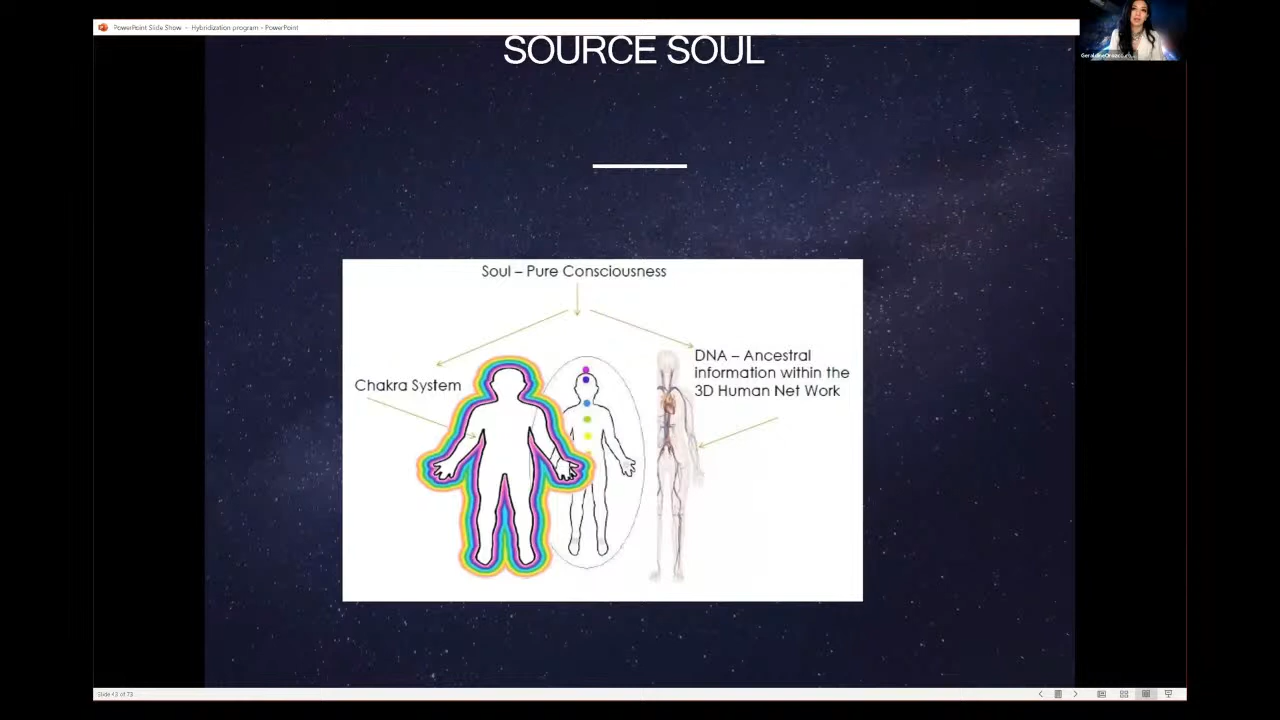 PowerPoint Slide Show - Hybridization program - PowerPoint
SOURCE SOUL
Soul – Pure Consciousness
Chakra System
DNA – Ancestral
information within the
3D Human Net Work
Slide 43 of 73